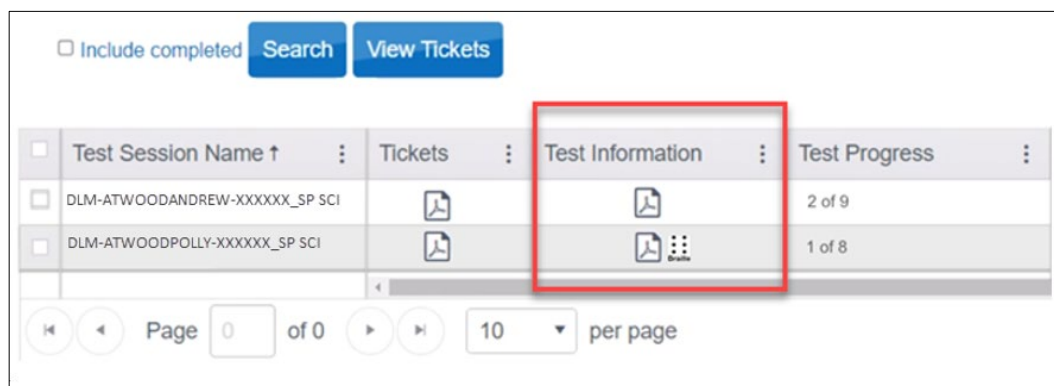 Include completed Search View Tickets
Test Session Name ↑ Tickets Test Information Test Progress
DLM-ATWOODANDREW-XXXXXX_SP SCI 2 of 9
DLM-ATWOODPOLLY-XXXXXX_SP SCI Braille 1 of 8
Page 0 of 0 10 per page